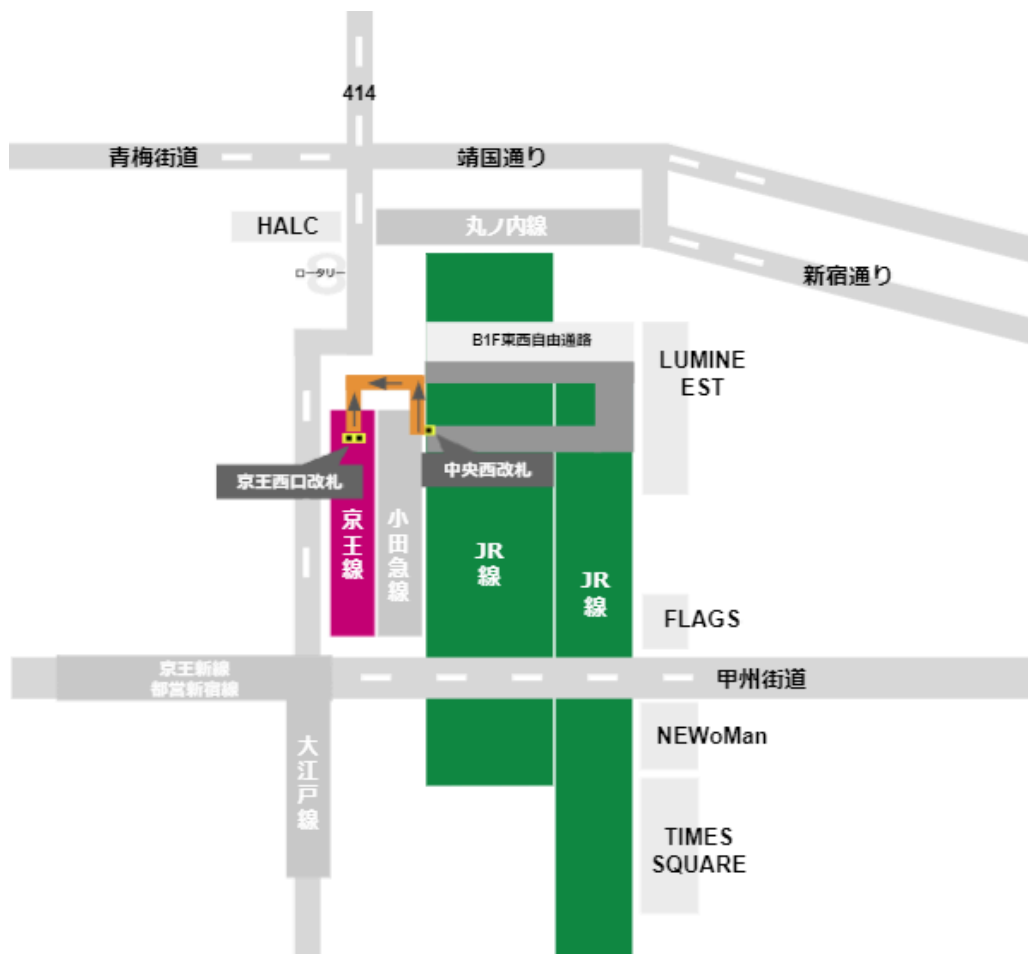 414
青梅街道
靖国通り
HALC
丸ノ内線
ロータリー
8
新宿通り
B1F東西自由通路
LUMINE
EST
京王西口改札
中央西改札
京王線
小田急線
JR
線
JR
線
FLAGS
京王新線
都営新宿線
甲州街道
大江戸線
NEWoMan
TIMES
SQUARE